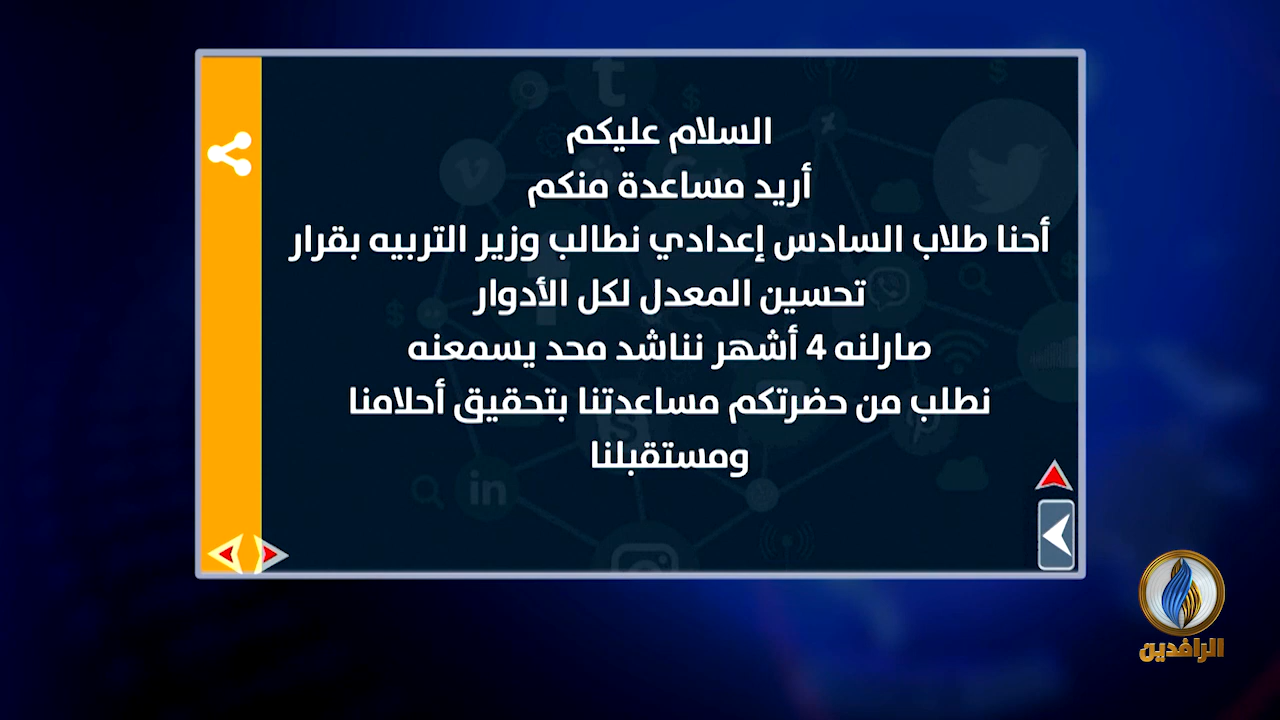 السلام عليكم
أريد مساعدة منكم
أحنا طلاب السادس إعدادي نطالب وزير التربيه بقرار
تحسين المعدل لكل الأدوار
صارلنه 4 أشهر نناشد محد يسمعنه
نطلب من حضرتكم مساعدتنا بتحقيق أحلامنا
ومستقبلنا
الرافدين